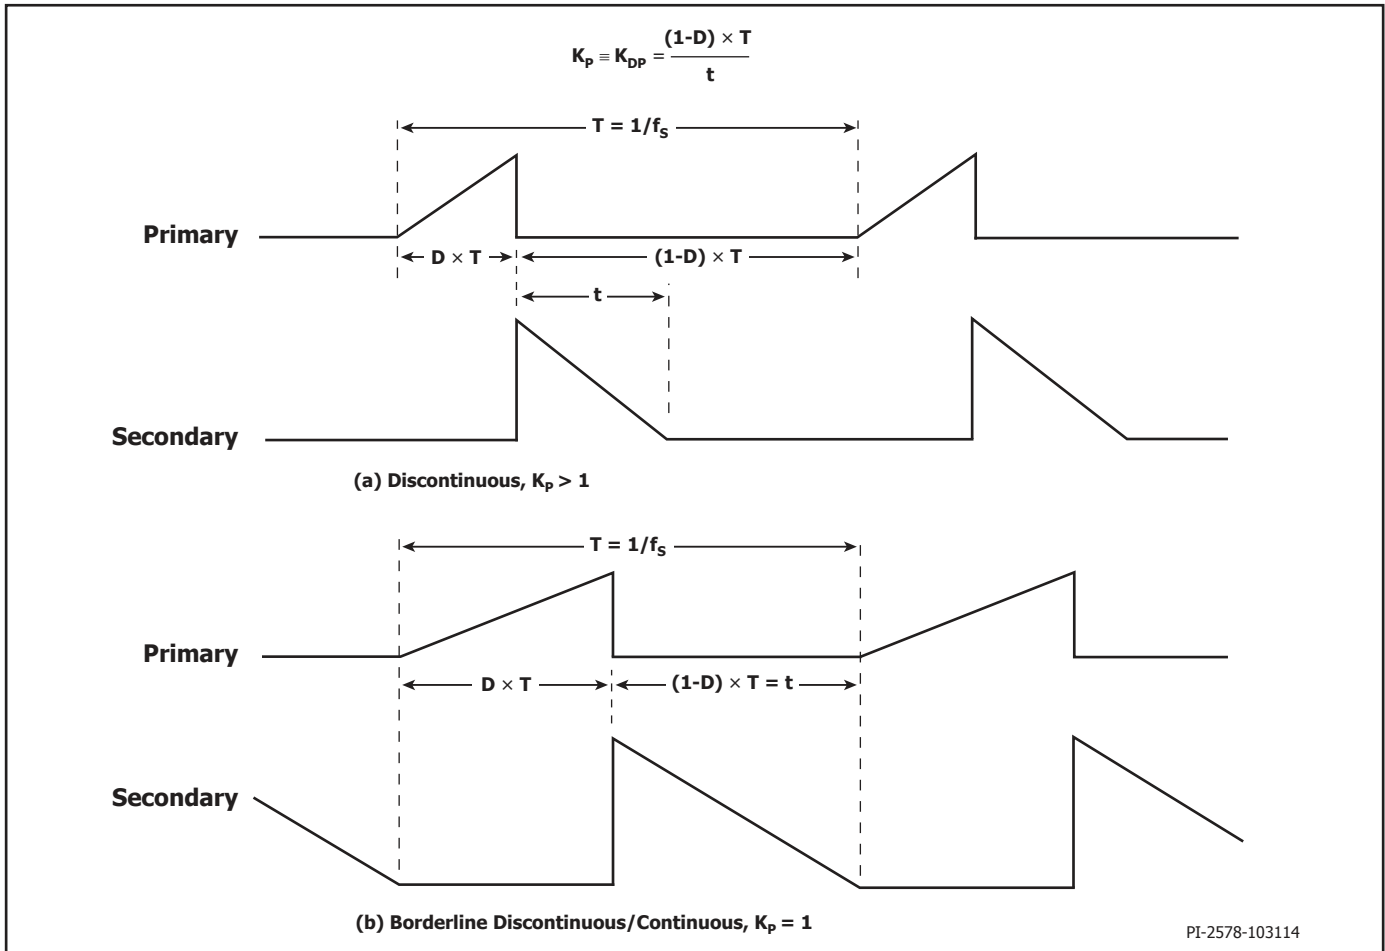 K_P ≡ K_DP = (1-D) × T / t
T = 1/f_S
Primary
D × T
(1-D) × T
t
Secondary
(a) Discontinuous, K_P > 1
T = 1/f_S
Primary
D × T
(1-D) × T = t
Secondary
(b) Borderline Discontinuous/Continuous, K_P = 1
PI-2578-103114